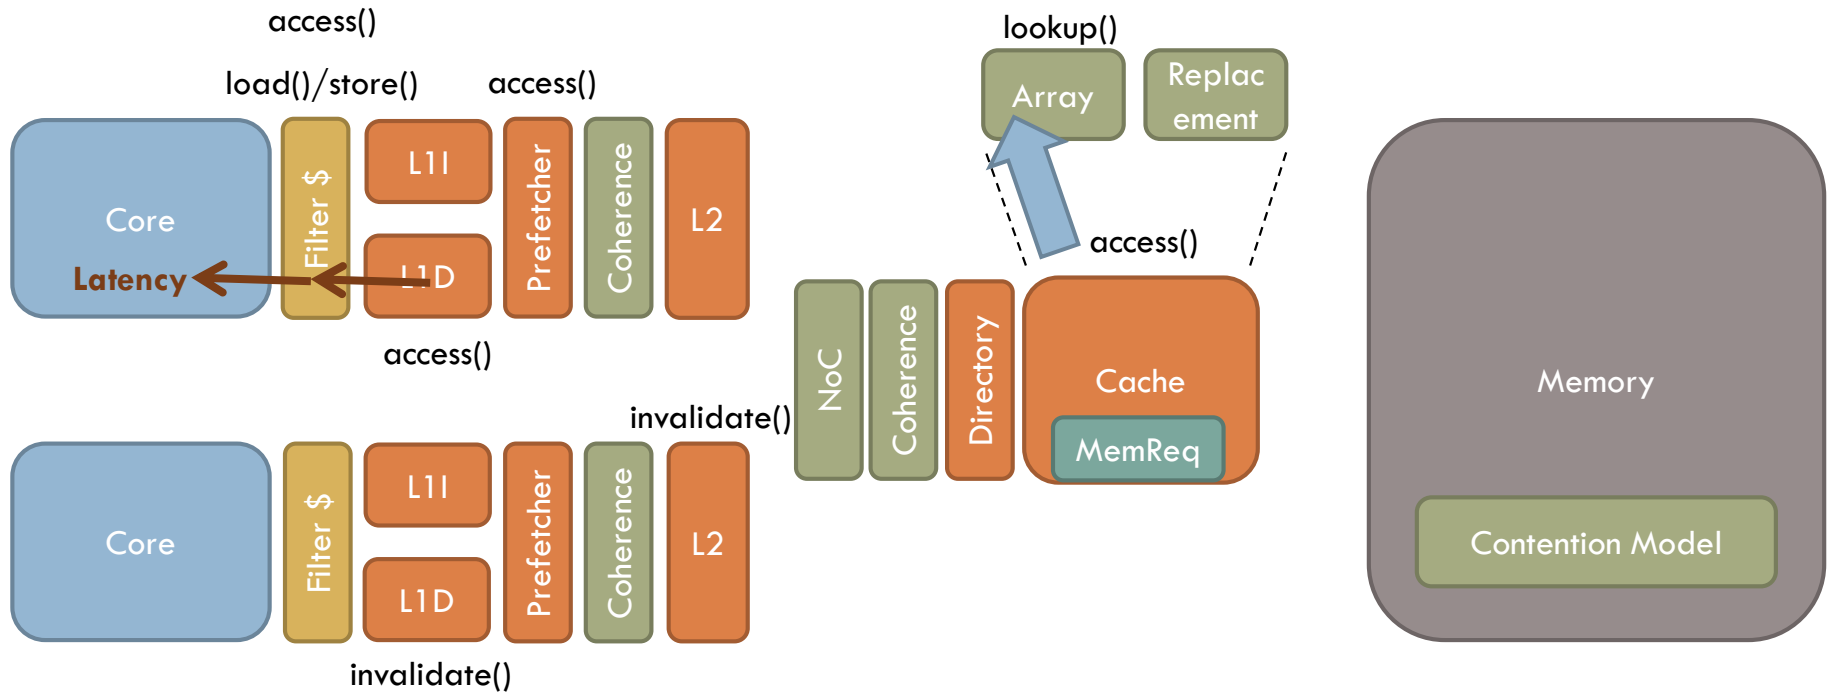 access()
load()/store()
access()
Core
Latency
Filter $
L1I
L1D
Prefetcher
Coherence
L2
access()
lookup()
Array
Replac
ement
access()
NoC
Coherence
Directory
Cache
MemReq
invalidate()
Memory
Contention Model
Core
Filter $
L1I
L1D
Prefetcher
Coherence
L2
invalidate()